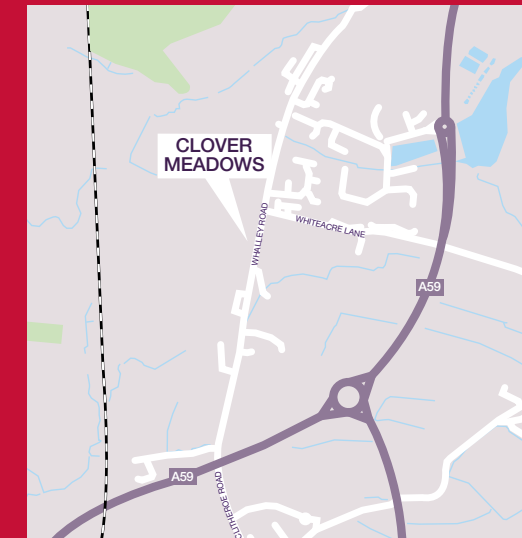 CLOVER
MEADOWS
WHALLEY ROAD
WHITEACRE LANE
A59
A59
CLITHEROE ROAD